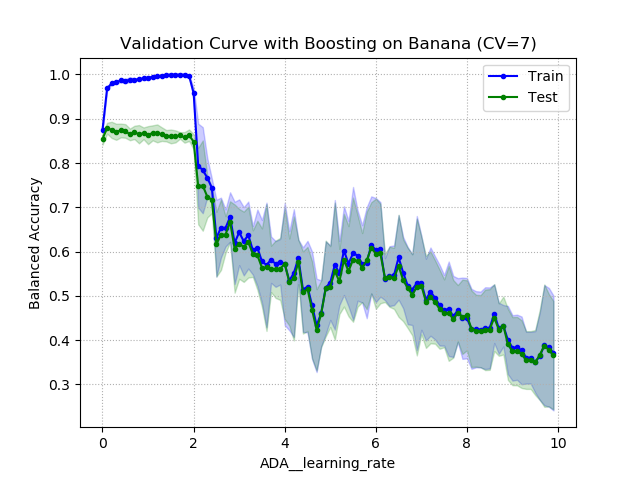 Validation Curve with Boosting on Banana (CV=7)
Train
Test
Balanced Accuracy
1.0
0.9
0.8
0.7
0.6
0.5
0.4
0.3
0 2 4 6 8 10
ADA__learning_rate